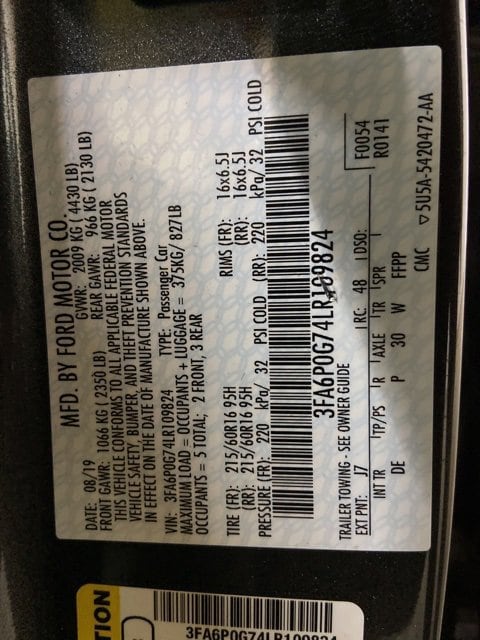 MFD. BY FORD MOTOR CO.
DATE: 08/19 GVWR: 2009 KG ( 4430 LB)
FRONT GAWR: 1066 KG ( 2350 LB) REAR GAWR: 966 KG ( 2130 LB)
THIS VEHICLE CONFORMS TO ALL APPLICABLE FEDERAL MOTOR
VEHICLE SAFETY, BUMPER, AND THEFT PREVENTION STANDARDS
IN EFFECT ON THE DATE OF MANUFACTURE SHOWN ABOVE.
VIN: 3FA6P0G74LR109824 TYPE: Passenger Car
MAXIMUM LOAD = OCCUPANTS + LUGGAGE = 375KG/ 827LB
OCCUPANTS = 5 TOTAL; 2 FRONT, 3 REAR
TIRE (FR): 215/60R16 95H RIMS (FR): 16x6.5J
(RR): 215/60R16 95H (RR): 16x6.5J
PRESSURE (FR): 220 kPa/ 32 PSI COLD (RR): 220 kPa/ 32 PSI COLD
3FA6P0G74LR109824
F0054
R0141
TRAILER TOWING - SEE OWNER GUIDE
EXT PNT: J7 RC: 48 DSO:
INT TR TP/PS R AXLE TR SPR
DE P 30 W FFPP
CMC ▽5U5A-5420472-AA
TION
3FA6P0G74LR109824